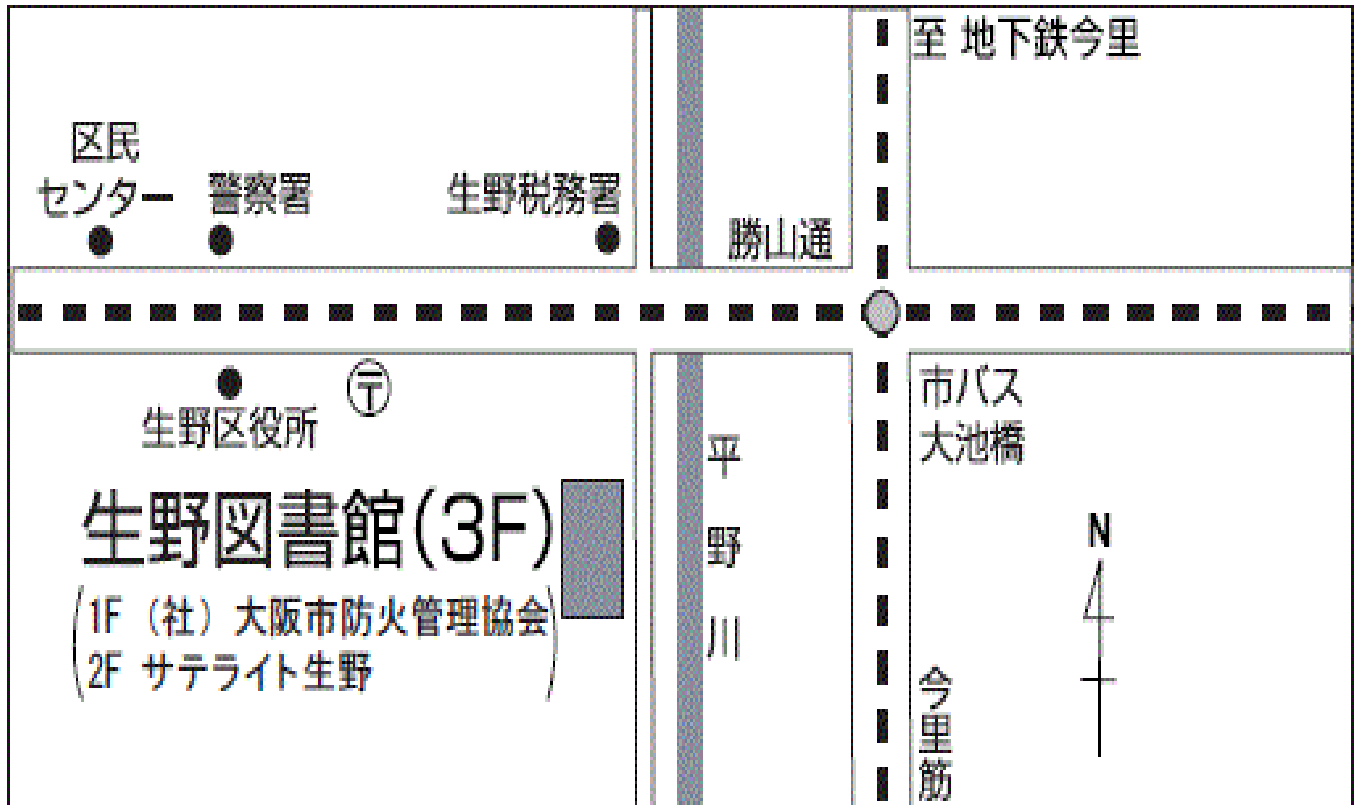 至 地下鉄今里
区民
センター
警察署
生野税務署
勝山通
〒
生野区役所
市バス
大池橋
平野川
生野図書館(3F)
1F (社) 大阪市防火管理協会
2F サテライト生野
N
今里筋